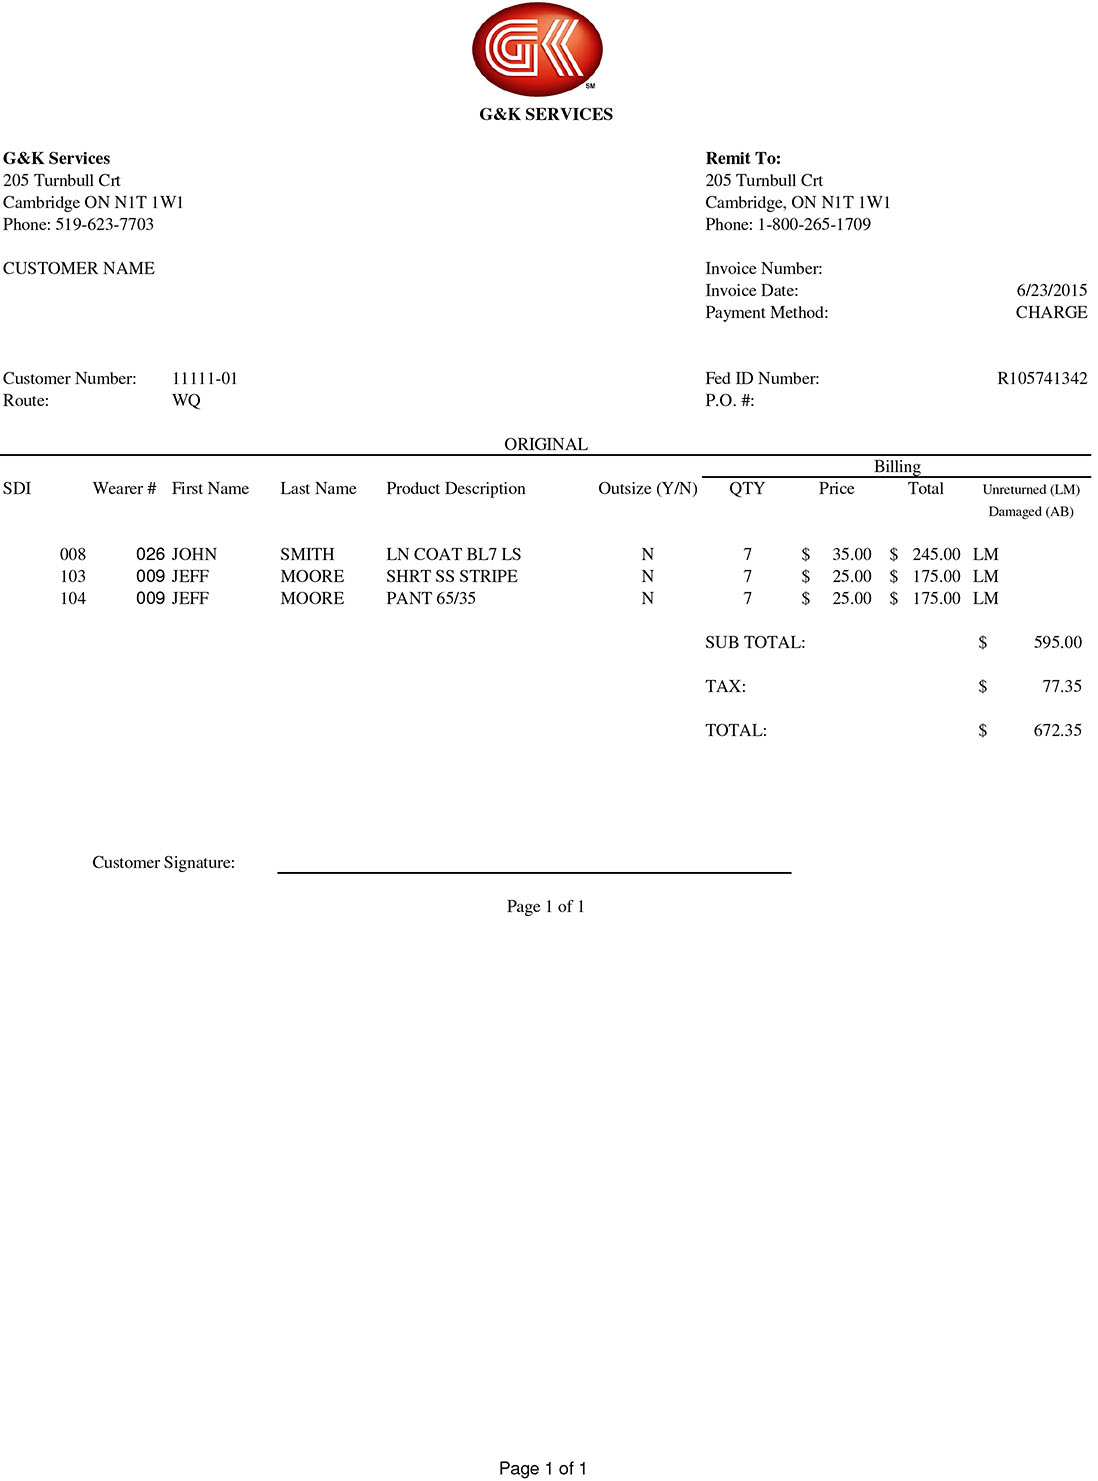 GK
SM
G&K SERVICES
G&K Services
205 Turnbull Crt
Cambridge ON N1T 1W1
Phone: 519-623-7703
Remit To:
205 Turnbull Crt
Cambridge, ON N1T 1W1
Phone: 1-800-265-1709
CUSTOMER NAME
Invoice Number:
Invoice Date: 6/23/2015
Payment Method: CHARGE
Customer Number: 11111-01
Route: WQ
Fed ID Number: R105741342
P.O. #:
ORIGINAL
Billing
SDI Wearer # First Name Last Name Product Description Outsize (Y/N) QTY Price Total Unreturned (LM)
Damaged (AB)
008 026 JOHN SMITH LN COAT BL7 LS N 7 $ 35.00 $ 245.00 LM
103 009 JEFF MOORE SHRT SS STRIPE N 7 $ 25.00 $ 175.00 LM
104 009 JEFF MOORE PANT 65/35 N 7 $ 25.00 $ 175.00 LM
SUB TOTAL: $ 595.00
TAX: $ 77.35
TOTAL: $ 672.35
Customer Signature:
Page 1 of 1
Page 1 of 1